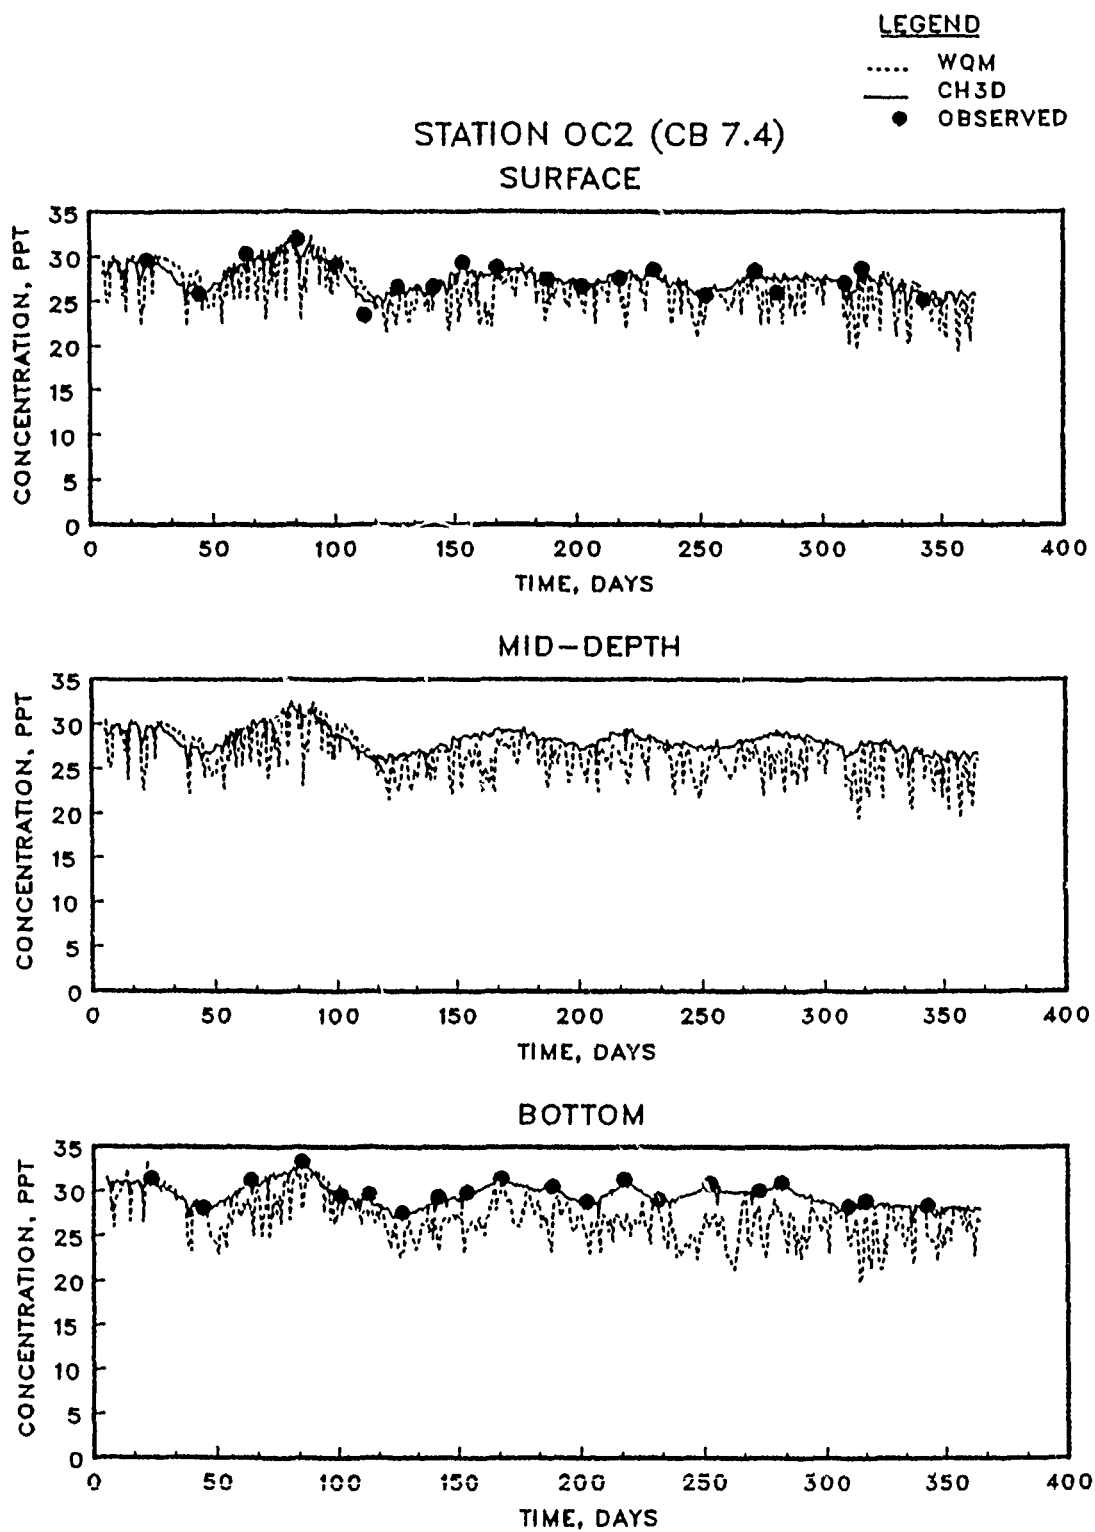 LEGEND
WQM
CH3D
OBSERVED
STATION OC2 (CB 7.4)
SURFACE
CONCENTRATION, PPT
35
30
25
20
15
10
5
0
0 50 100 150 200 250 300 350 400
TIME, DAYS
MID-DEPTH
CONCENTRATION, PPT
35
30
25
20
15
10
5
0
0 50 100 150 200 250 300 350 400
TIME, DAYS
BOTTOM
CONCENTRATION, PPT
35
30
25
20
15
10
5
0
0 50 100 150 200 250 300 350 400
TIME, DAYS